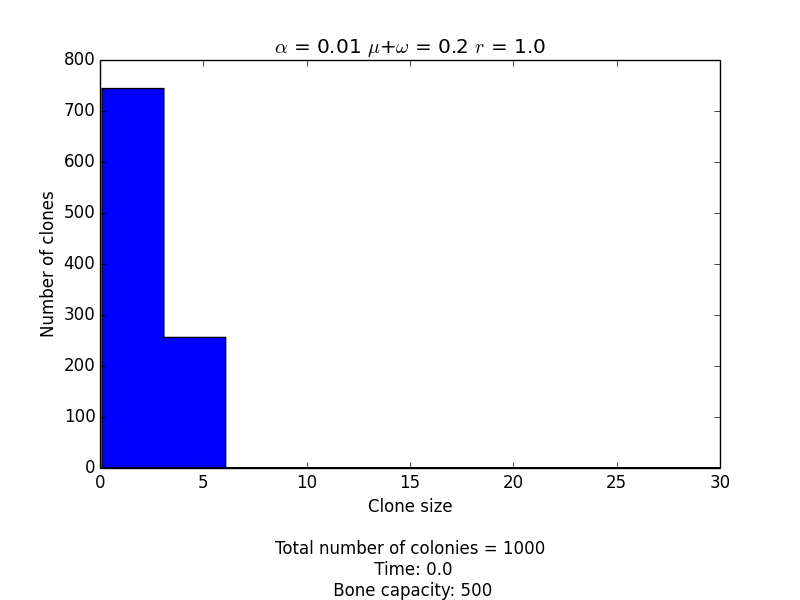 α = 0.01 μ+ω = 0.2 r = 1.0
800
700
600
500
400
300
200
100
0
Number of clones
0 5 10 15 20 25 30
Clone size
Total number of colonies = 1000
Time: 0.0
Bone capacity: 500